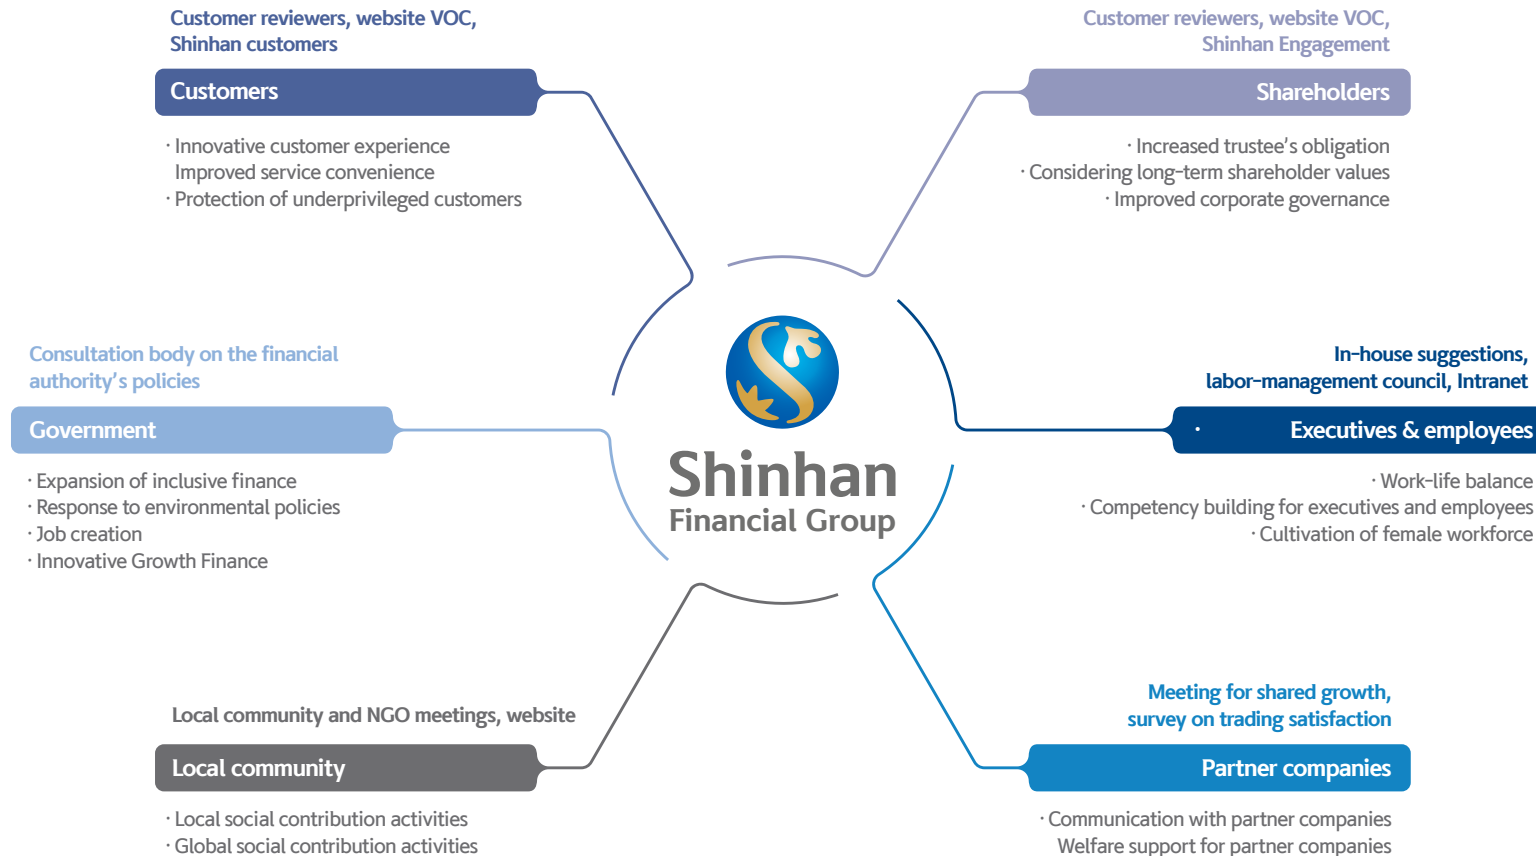 Customer reviewers, website VOC,
Shinhan customers
Customers
· Innovative customer experience
Improved service convenience
· Protection of underprivileged customers
Customer reviewers, website VOC,
Shinhan Engagement
Shareholders
· Increased trustee's obligation
· Considering long-term shareholder values
· Improved corporate governance
Consultation body on the financial
authority's policies
Government
· Expansion of inclusive finance
· Response to environmental policies
· Job creation
· Innovative Growth Finance
Shinhan
Financial Group
In-house suggestions,
labor-management council, Intranet
· Executives & employees
· Work-life balance
· Competency building for executives and employees
· Cultivation of female workforce
Local community and NGO meetings, website
Local community
· Local social contribution activities
· Global social contribution activities
Meeting for shared growth,
survey on trading satisfaction
Partner companies
· Communication with partner companies
Welfare support for partner companies